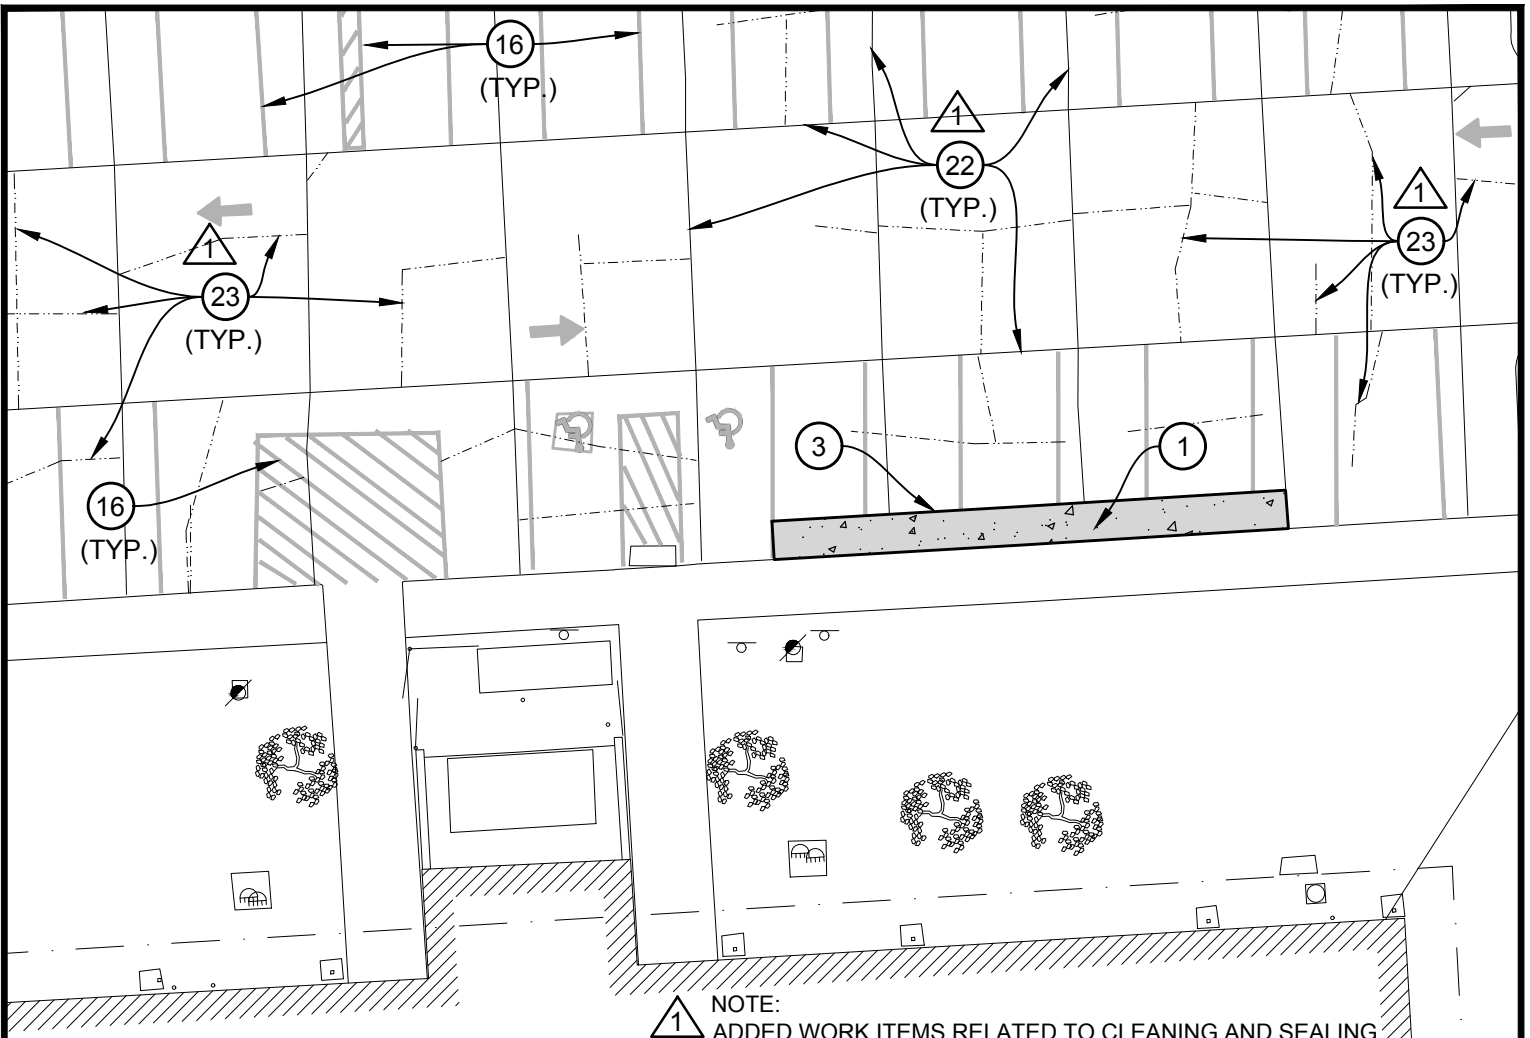 16
(TYP.)
1
22
(TYP.)
1
23
(TYP.)
1
23
(TYP.)
3
1
16
(TYP.)
1
NOTE:
ADDED WORK ITEMS RELATED TO CLEANING AND SEALING